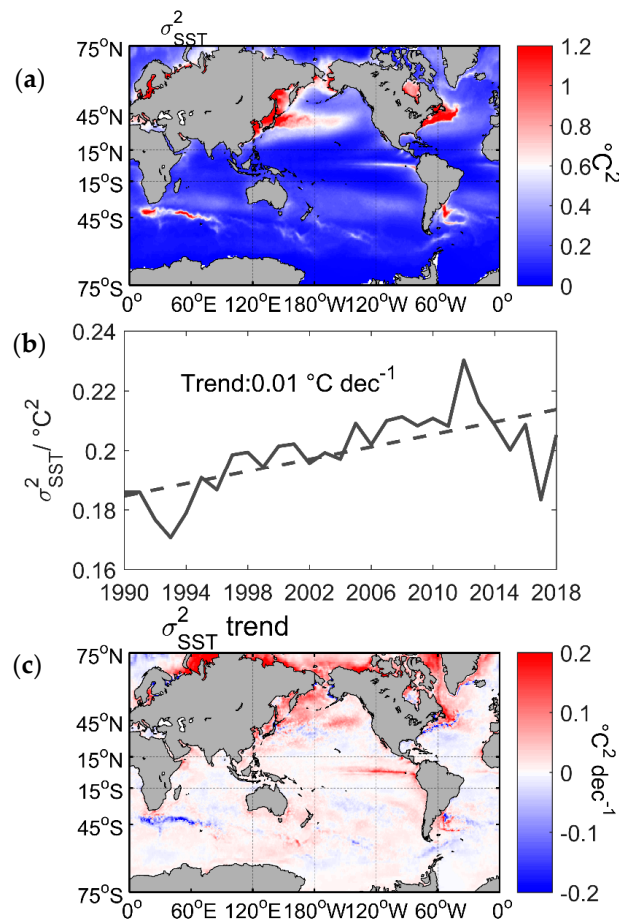 σ²SST
(a)
75°N
45°N
15°N
15°S
45°S
75°S
0° 60°E 120°E 180°W 120°W 60°W 0°
1.2
1
0.8
0.6
0.4
0.2
0
°C²
(b)
0.24
0.22
0.2
0.18
0.16
σ²SST/ °C²
Trend:0.01 °C dec⁻¹
1990 1994 1998 2002 2006 2010 2014 2018
σ²SST trend
(c)
75°N
45°N
15°N
15°S
45°S
75°S
0° 60°E 120°E 180°W 120°W 60°W 0°
0.2
0.1
0
-0.1
-0.2
°C² dec⁻¹